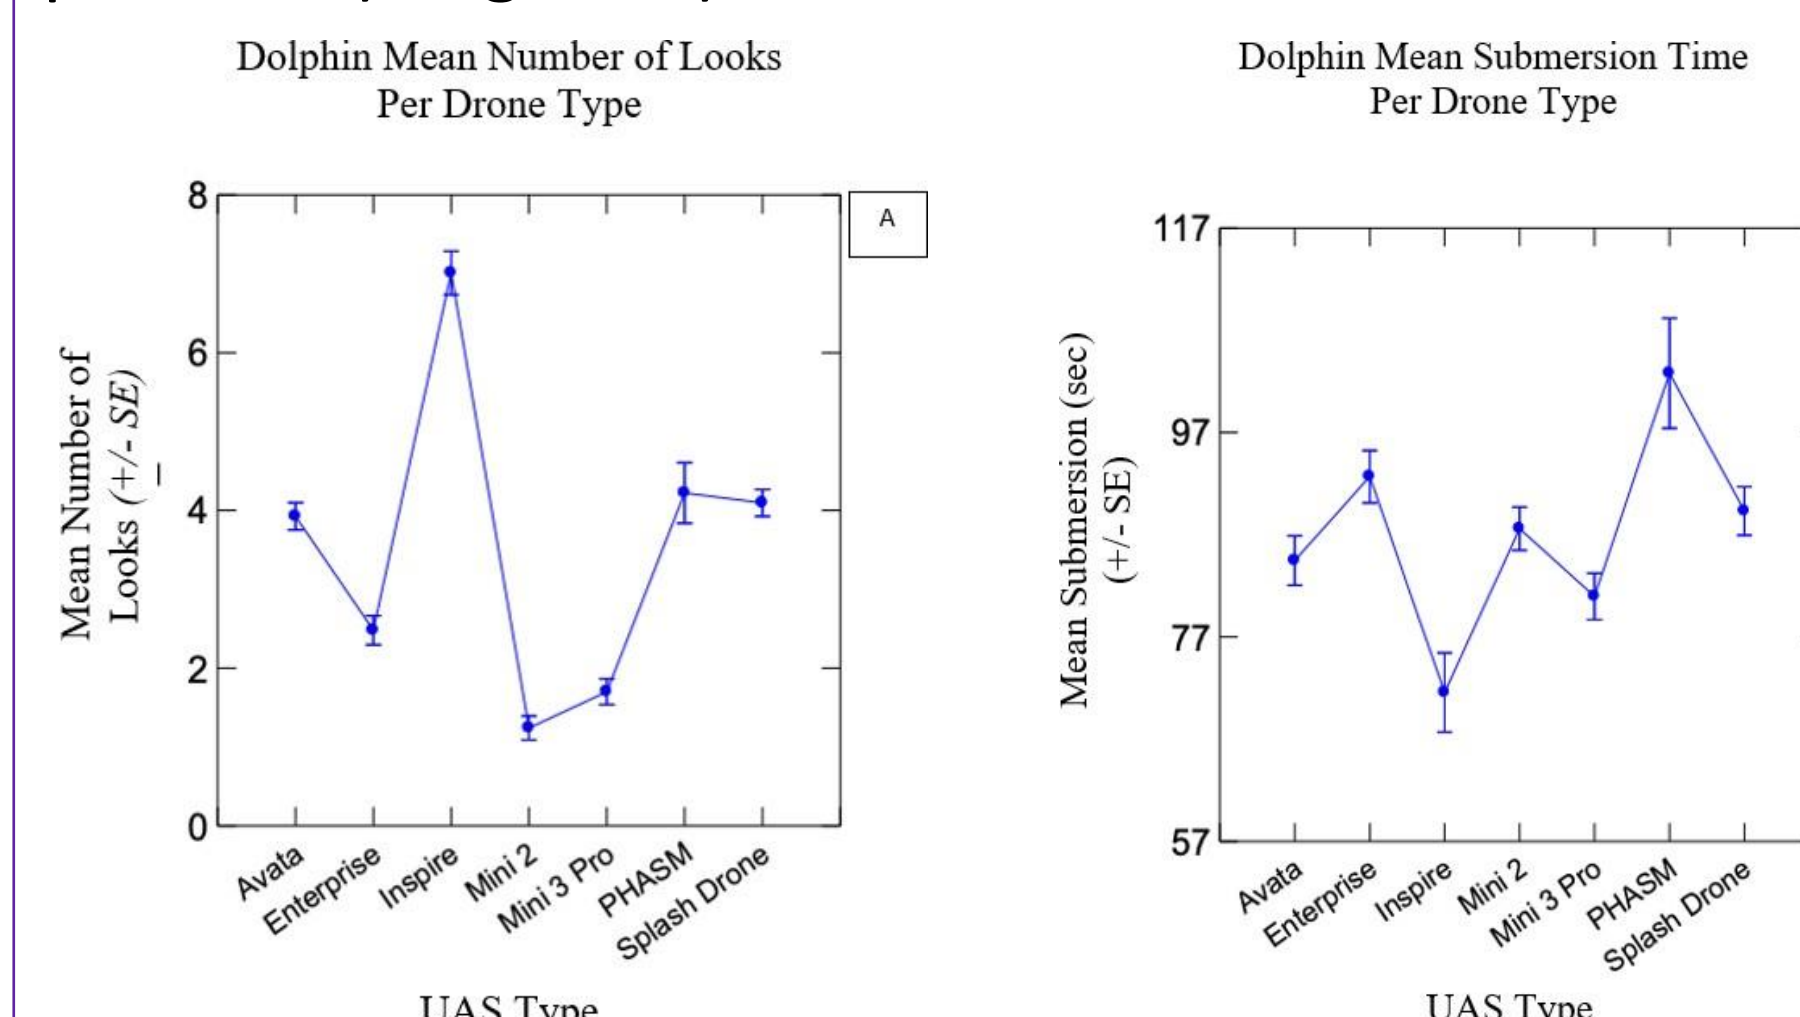 Dolphin Mean Number of Looks
Per Drone Type
8
6
4
2
0
Mean Number of
Looks (+/- SE)
A
Avata
Enterprise
Inspire
Mini 2
Mini 3 Pro
PHASM
Splash Drone
UAS Type
Dolphin Mean Submersion Time
Per Drone Type
117
97
77
57
Mean Submersion (sec)
(+/- SE)
Avata
Enterprise
Inspire
Mini 2
Mini 3 Pro
PHASM
Splash Drone
UAS Type